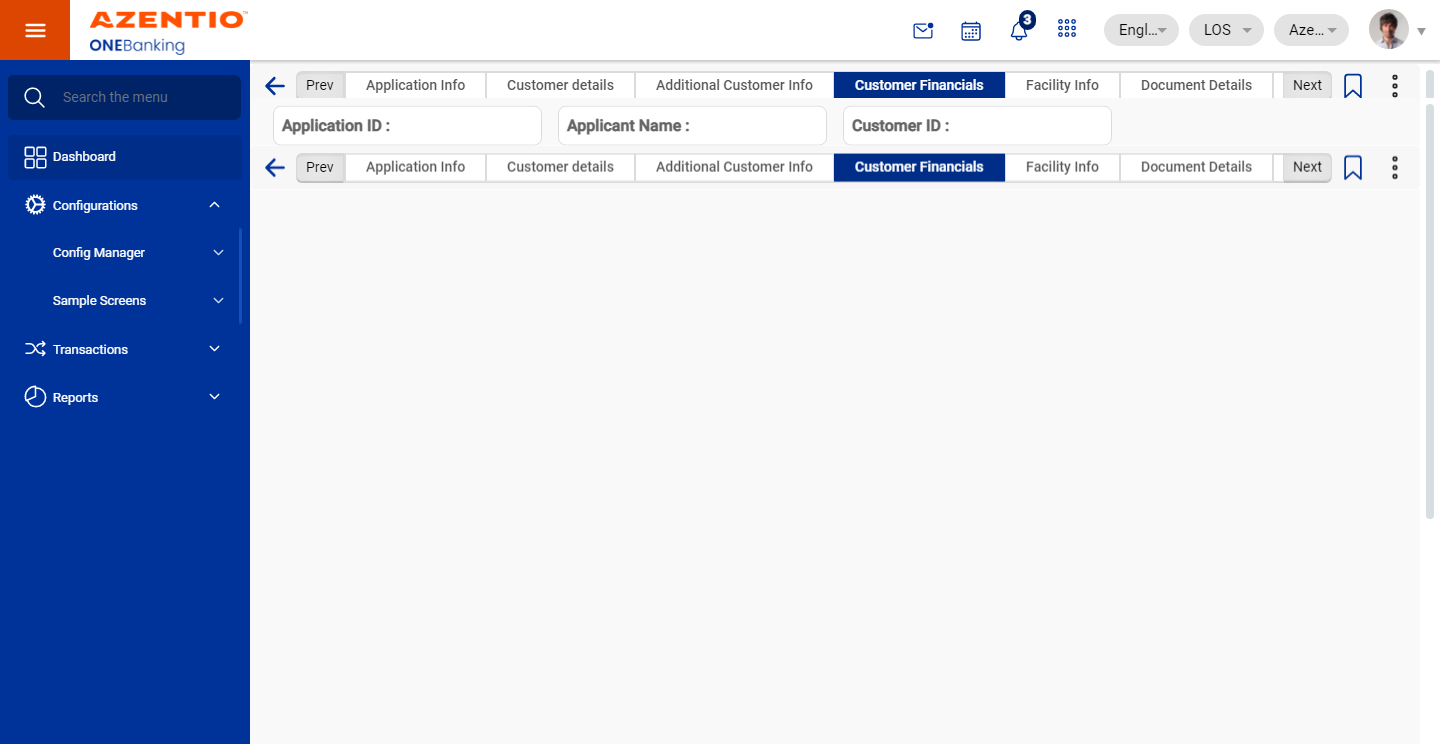 AZENTIO™
ONEBanking
3
Engl...
LOS
Aze...
Search the menu
Dashboard
Configurations
Config Manager
Sample Screens
Transactions
Reports
Prev Application Info Customer details Additional Customer Info Customer Financials Facility Info Document Details Next
Application ID : Applicant Name : Customer ID :
Prev Application Info Customer details Additional Customer Info Customer Financials Facility Info Document Details Next